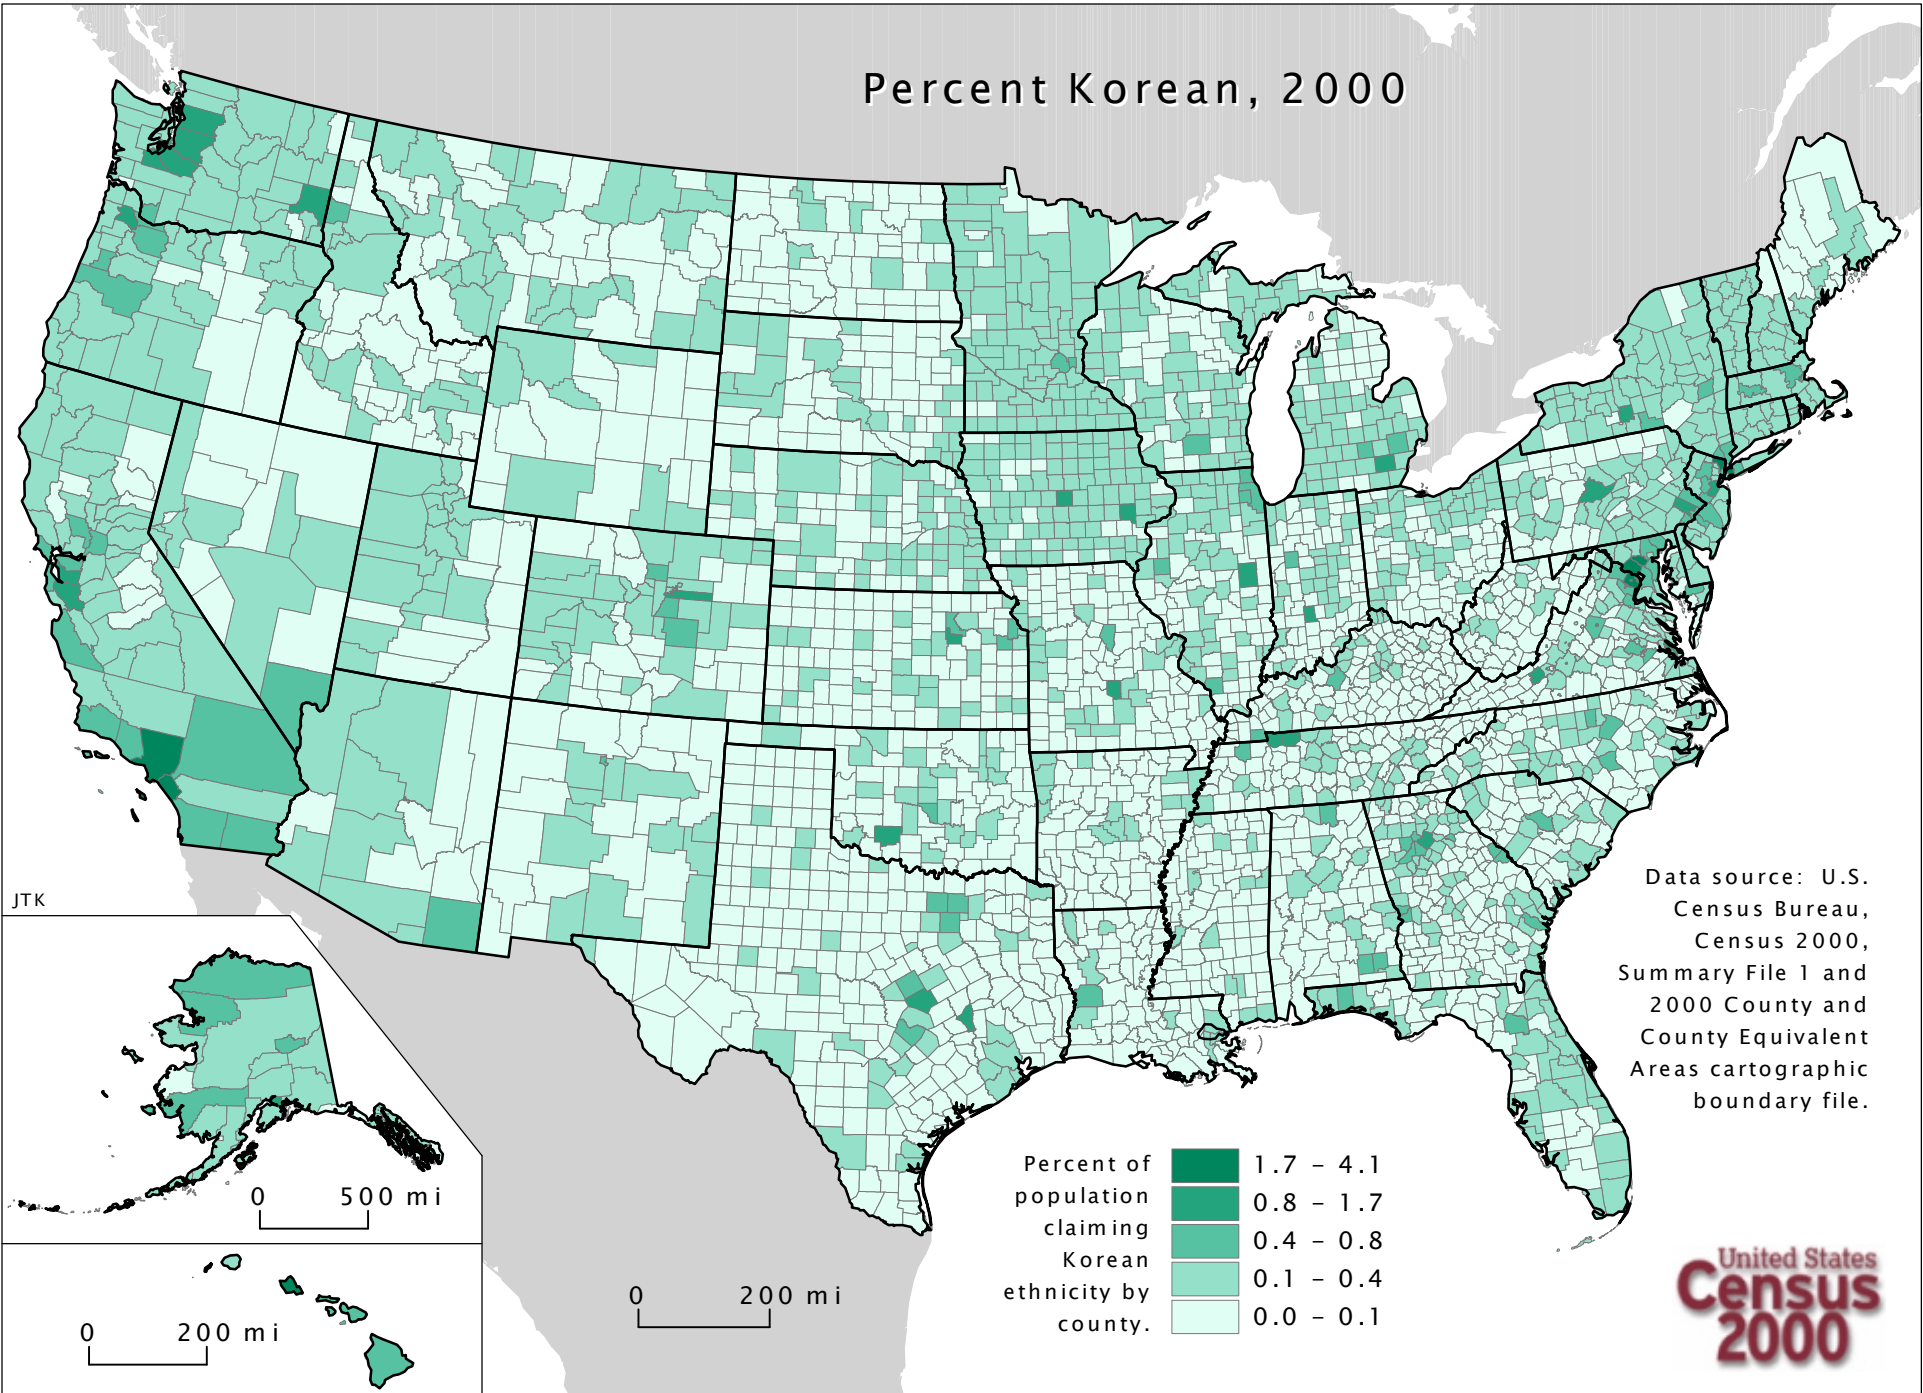 Percent Korean, 2000
JTK
Data source: U.S.
Census Bureau,
Census 2000,
Summary File 1 and
2000 County and
County Equivalent
Areas cartographic
boundary file.
0 500 mi
0 200 mi
0 200 mi
Percent of
population
claiming
Korean
ethnicity by
county.
1.7 – 4.1
0.8 – 1.7
0.4 – 0.8
0.1 – 0.4
0.0 – 0.1
United States
Census
2000